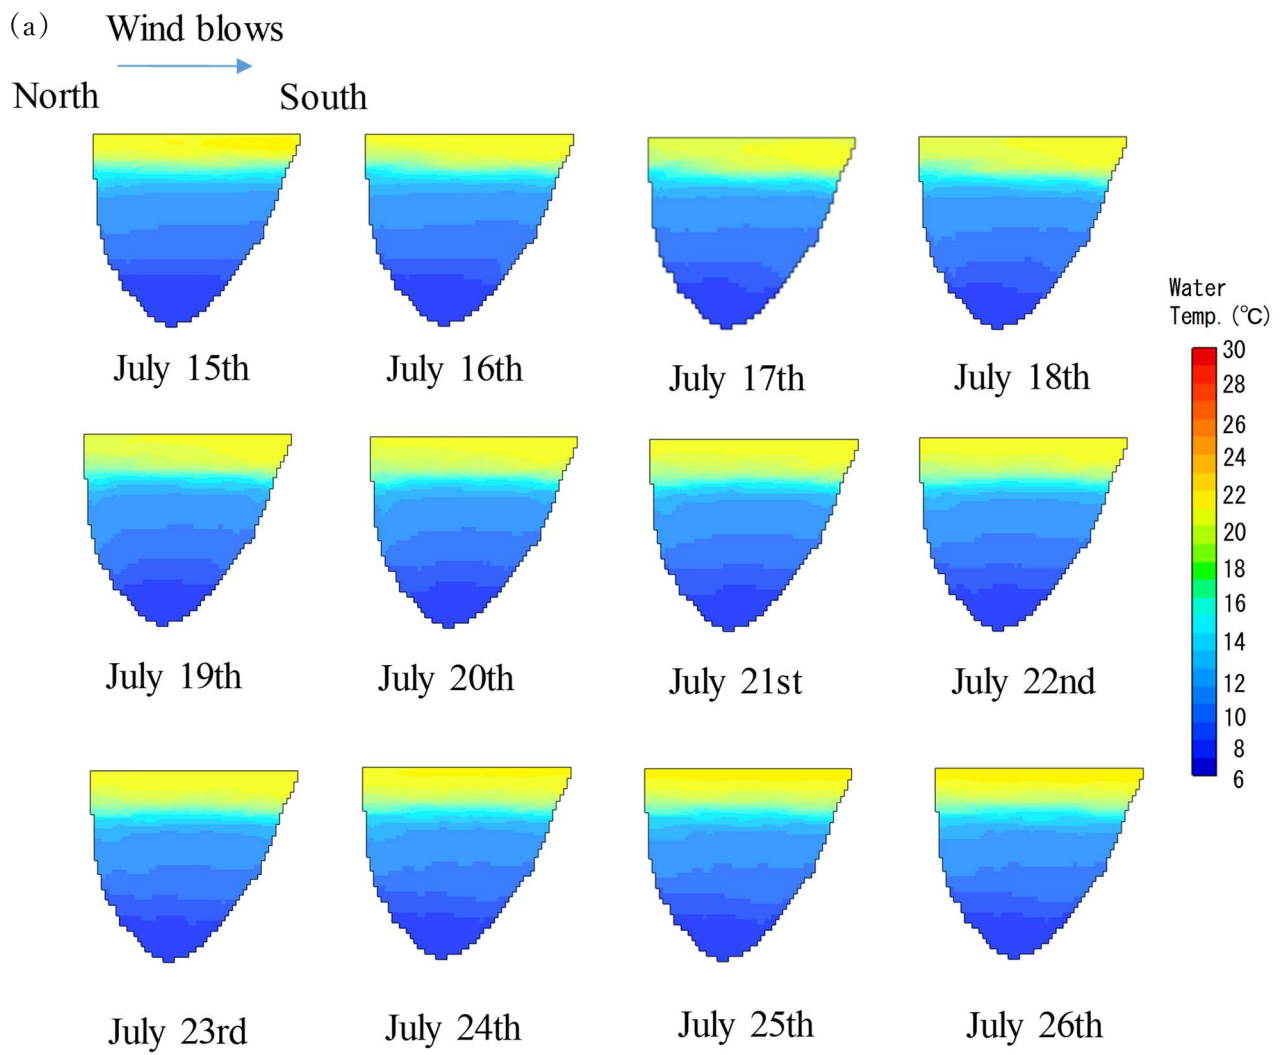 (a)
Wind blows
North South
July 15th July 16th July 17th July 18th
Water
Temp. (℃)
30
28
26
24
22
20
18
16
14
12
10
8
6
July 19th July 20th July 21st July 22nd
July 23rd July 24th July 25th July 26th